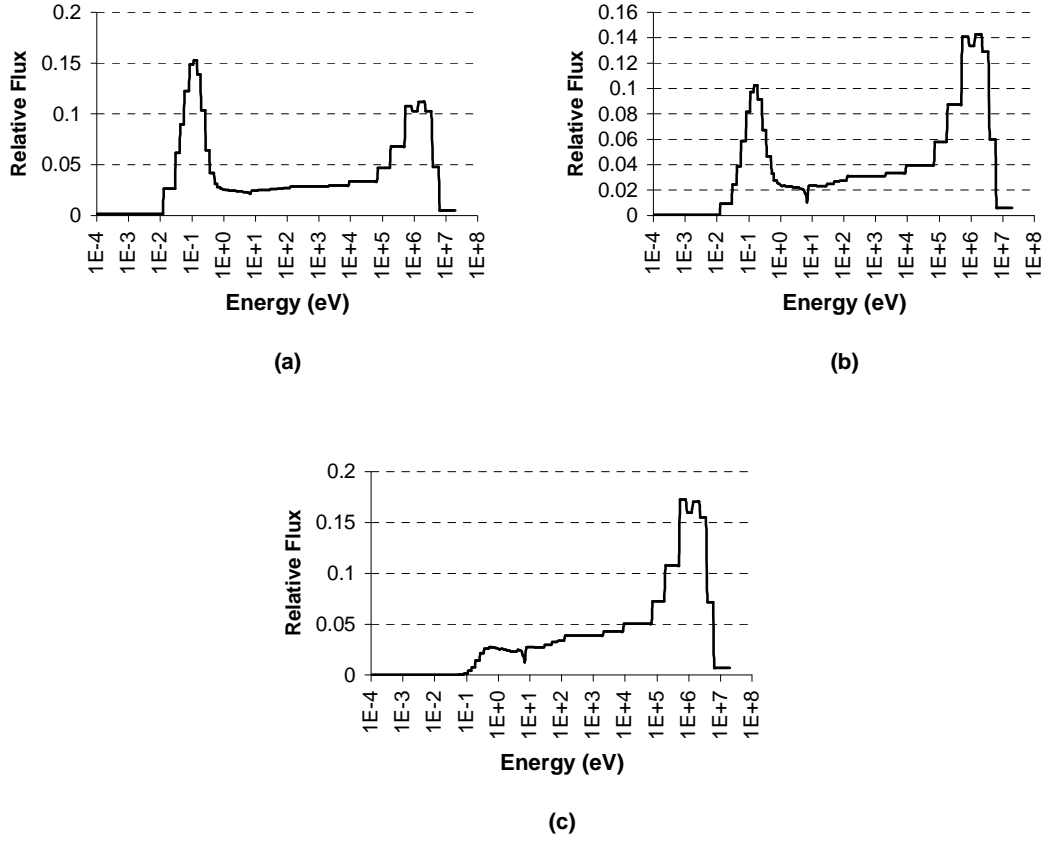 0.2
0.15
0.1
0.05
0
Relative Flux
1E-4
1E-3
1E-2
1E-1
1E+0
1E+1
1E+2
1E+3
1E+4
1E+5
1E+6
1E+7
1E+8
Energy (eV)
(a)
0.16
0.14
0.12
0.1
0.08
0.06
0.04
0.02
0
Relative Flux
1E-4
1E-3
1E-2
1E-1
1E+0
1E+1
1E+2
1E+3
1E+4
1E+5
1E+6
1E+7
1E+8
Energy (eV)
(b)
0.2
0.15
0.1
0.05
0
Relative Flux
1E-4
1E-3
1E-2
1E-1
1E+0
1E+1
1E+2
1E+3
1E+4
1E+5
1E+6
1E+7
1E+8
Energy (eV)
(c)